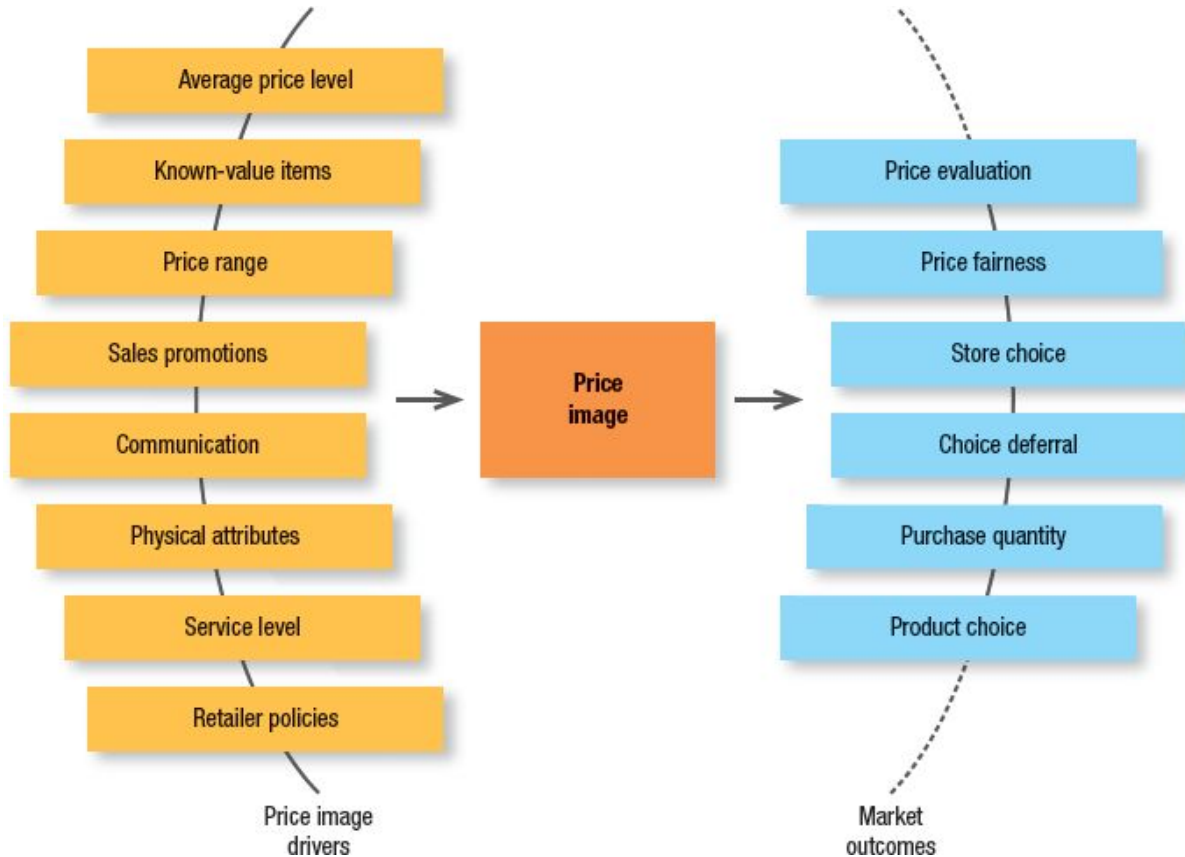 Average price level
Known-value items
Price range
Sales promotions
Communication
Physical attributes
Service level
Retailer policies
Price image
drivers
Price
image
Price evaluation
Price fairness
Store choice
Choice deferral
Purchase quantity
Product choice
Market
outcomes